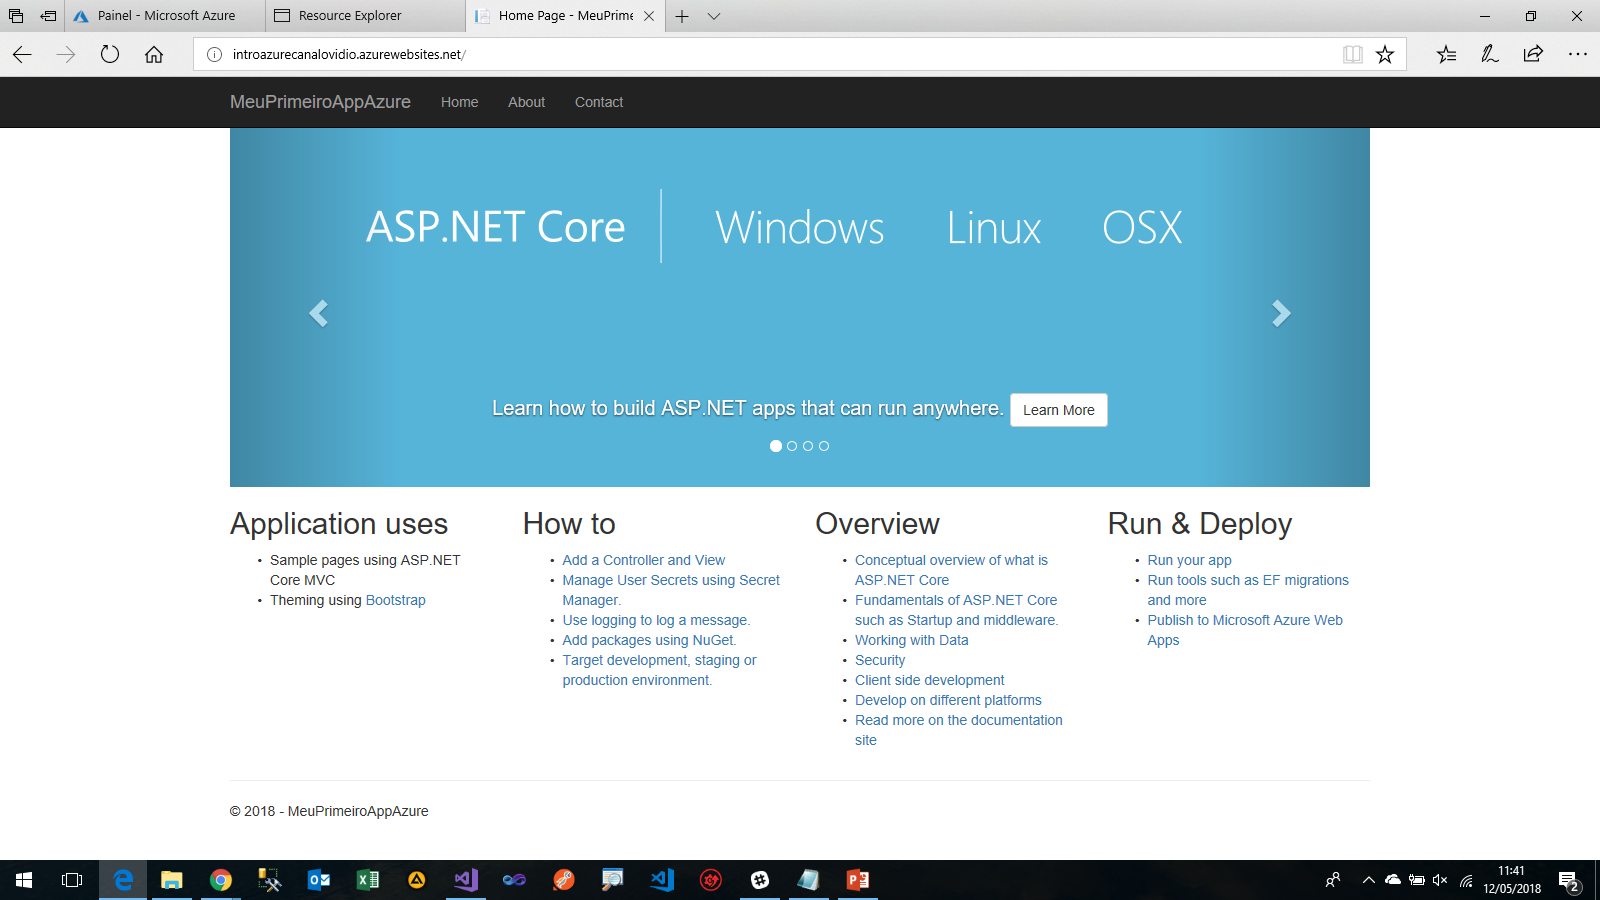 Painel - Microsoft Azure
Resource Explorer
Home Page - MeuPrime
introazurecanalovidio.azurewebsites.net/
MeuPrimeiroAppAzure Home About Contact
ASP.NET Core Windows Linux OSX
Learn how to build ASP.NET apps that can run anywhere. Learn More
Application uses
• Sample pages using ASP.NET
Core MVC
• Theming using Bootstrap
How to
• Add a Controller and View
• Manage User Secrets using Secret
Manager.
• Use logging to log a message.
• Add packages using NuGet.
• Target development, staging or
production environment.
Overview
• Conceptual overview of what is
ASP.NET Core
• Fundamentals of ASP.NET Core
such as Startup and middleware.
• Working with Data
• Security
• Client side development
• Develop on different platforms
• Read more on the documentation
site
Run & Deploy
• Run your app
• Run tools such as EF migrations
and more
• Publish to Microsoft Azure Web
Apps
© 2018 - MeuPrimeiroAppAzure
11:41
12/05/2018
2